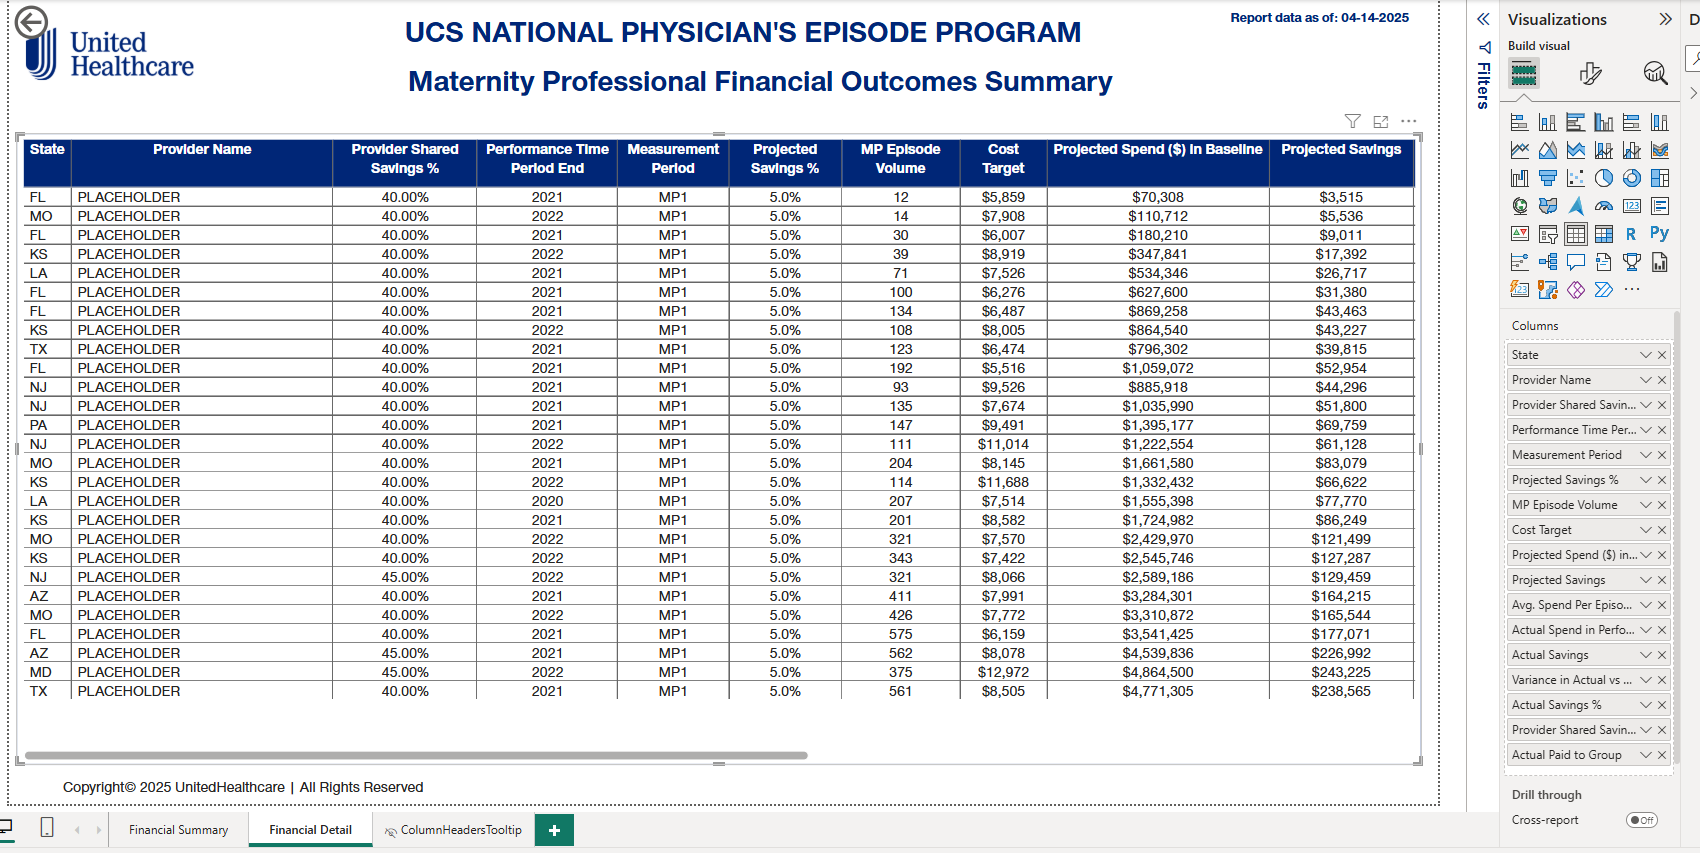 United
Healthcare
UCS NATIONAL PHYSICIAN'S EPISODE PROGRAM
Maternity Professional Financial Outcomes Summary
Report data as of: 04-14-2025
State Provider Name Provider Shared Savings % Performance Time Period End Measurement Period Projected Savings % MP Episode Volume Cost Target Projected Spend ($) In Baseline Projected Savings
FL PLACEHOLDER 40.00% 2021 MP1 5.0% 12 $5,859 $70,308 $3,515
MO PLACEHOLDER 40.00% 2022 MP1 5.0% 14 $7,908 $110,712 $5,536
FL PLACEHOLDER 40.00% 2021 MP1 5.0% 30 $6,007 $180,210 $9,011
KS PLACEHOLDER 40.00% 2022 MP1 5.0% 39 $8,919 $347,841 $17,392
LA PLACEHOLDER 40.00% 2021 MP1 5.0% 71 $7,526 $534,346 $26,717
FL PLACEHOLDER 40.00% 2021 MP1 5.0% 100 $6,276 $627,600 $31,380
FL PLACEHOLDER 40.00% 2021 MP1 5.0% 134 $6,487 $869,258 $43,463
KS PLACEHOLDER 40.00% 2022 MP1 5.0% 108 $8,005 $864,540 $43,227
TX PLACEHOLDER 40.00% 2021 MP1 5.0% 123 $6,474 $796,302 $39,815
FL PLACEHOLDER 40.00% 2021 MP1 5.0% 192 $5,516 $1,059,072 $52,954
NJ PLACEHOLDER 40.00% 2021 MP1 5.0% 93 $9,526 $885,918 $44,296
NJ PLACEHOLDER 40.00% 2021 MP1 5.0% 135 $7,674 $1,035,990 $51,800
PA PLACEHOLDER 40.00% 2021 MP1 5.0% 147 $9,491 $1,395,177 $69,759
NJ PLACEHOLDER 40.00% 2022 MP1 5.0% 111 $11,014 $1,222,554 $61,128
MO PLACEHOLDER 40.00% 2021 MP1 5.0% 204 $8,145 $1,661,580 $83,079
KS PLACEHOLDER 40.00% 2022 MP1 5.0% 114 $11,688 $1,332,432 $66,622
LA PLACEHOLDER 40.00% 2020 MP1 5.0% 207 $7,514 $1,555,398 $77,770
KS PLACEHOLDER 40.00% 2021 MP1 5.0% 201 $8,582 $1,724,982 $86,249
MO PLACEHOLDER 40.00% 2022 MP1 5.0% 321 $7,570 $2,429,970 $121,499
KS PLACEHOLDER 40.00% 2022 MP1 5.0% 343 $7,422 $2,545,746 $127,287
NJ PLACEHOLDER 45.00% 2022 MP1 5.0% 321 $8,066 $2,589,186 $129,459
AZ PLACEHOLDER 40.00% 2021 MP1 5.0% 411 $7,991 $3,284,301 $164,215
MO PLACEHOLDER 40.00% 2022 MP1 5.0% 426 $7,772 $3,310,872 $165,544
FL PLACEHOLDER 40.00% 2021 MP1 5.0% 575 $6,159 $3,541,425 $177,071
AZ PLACEHOLDER 45.00% 2021 MP1 5.0% 562 $8,078 $4,539,836 $226,992
MD PLACEHOLDER 45.00% 2022 MP1 5.0% 375 $12,972 $4,864,500 $243,225
TX PLACEHOLDER 40.00% 2021 MP1 5.0% 561 $8,505 $4,771,305 $238,565
Copyright© 2025 UnitedHealthcare | All Rights Reserved
Financial Summary
Financial Detail
ColumnHeadersTooltip
Filters
Visualizations
Build visual
123
R
Py
123
Columns
State
Provider Name
Provider Shared Savin...
Performance Time Per...
Measurement Period
Projected Savings %
MP Episode Volume
Cost Target
Projected Spend ($) in...
Projected Savings
Avg. Spend Per Episo...
Actual Spend in Perfo...
Actual Savings
Variance in Actual vs ...
Actual Savings %
Provider Shared Savin...
Actual Paid to Group
Drill through
Cross-report
Off
D